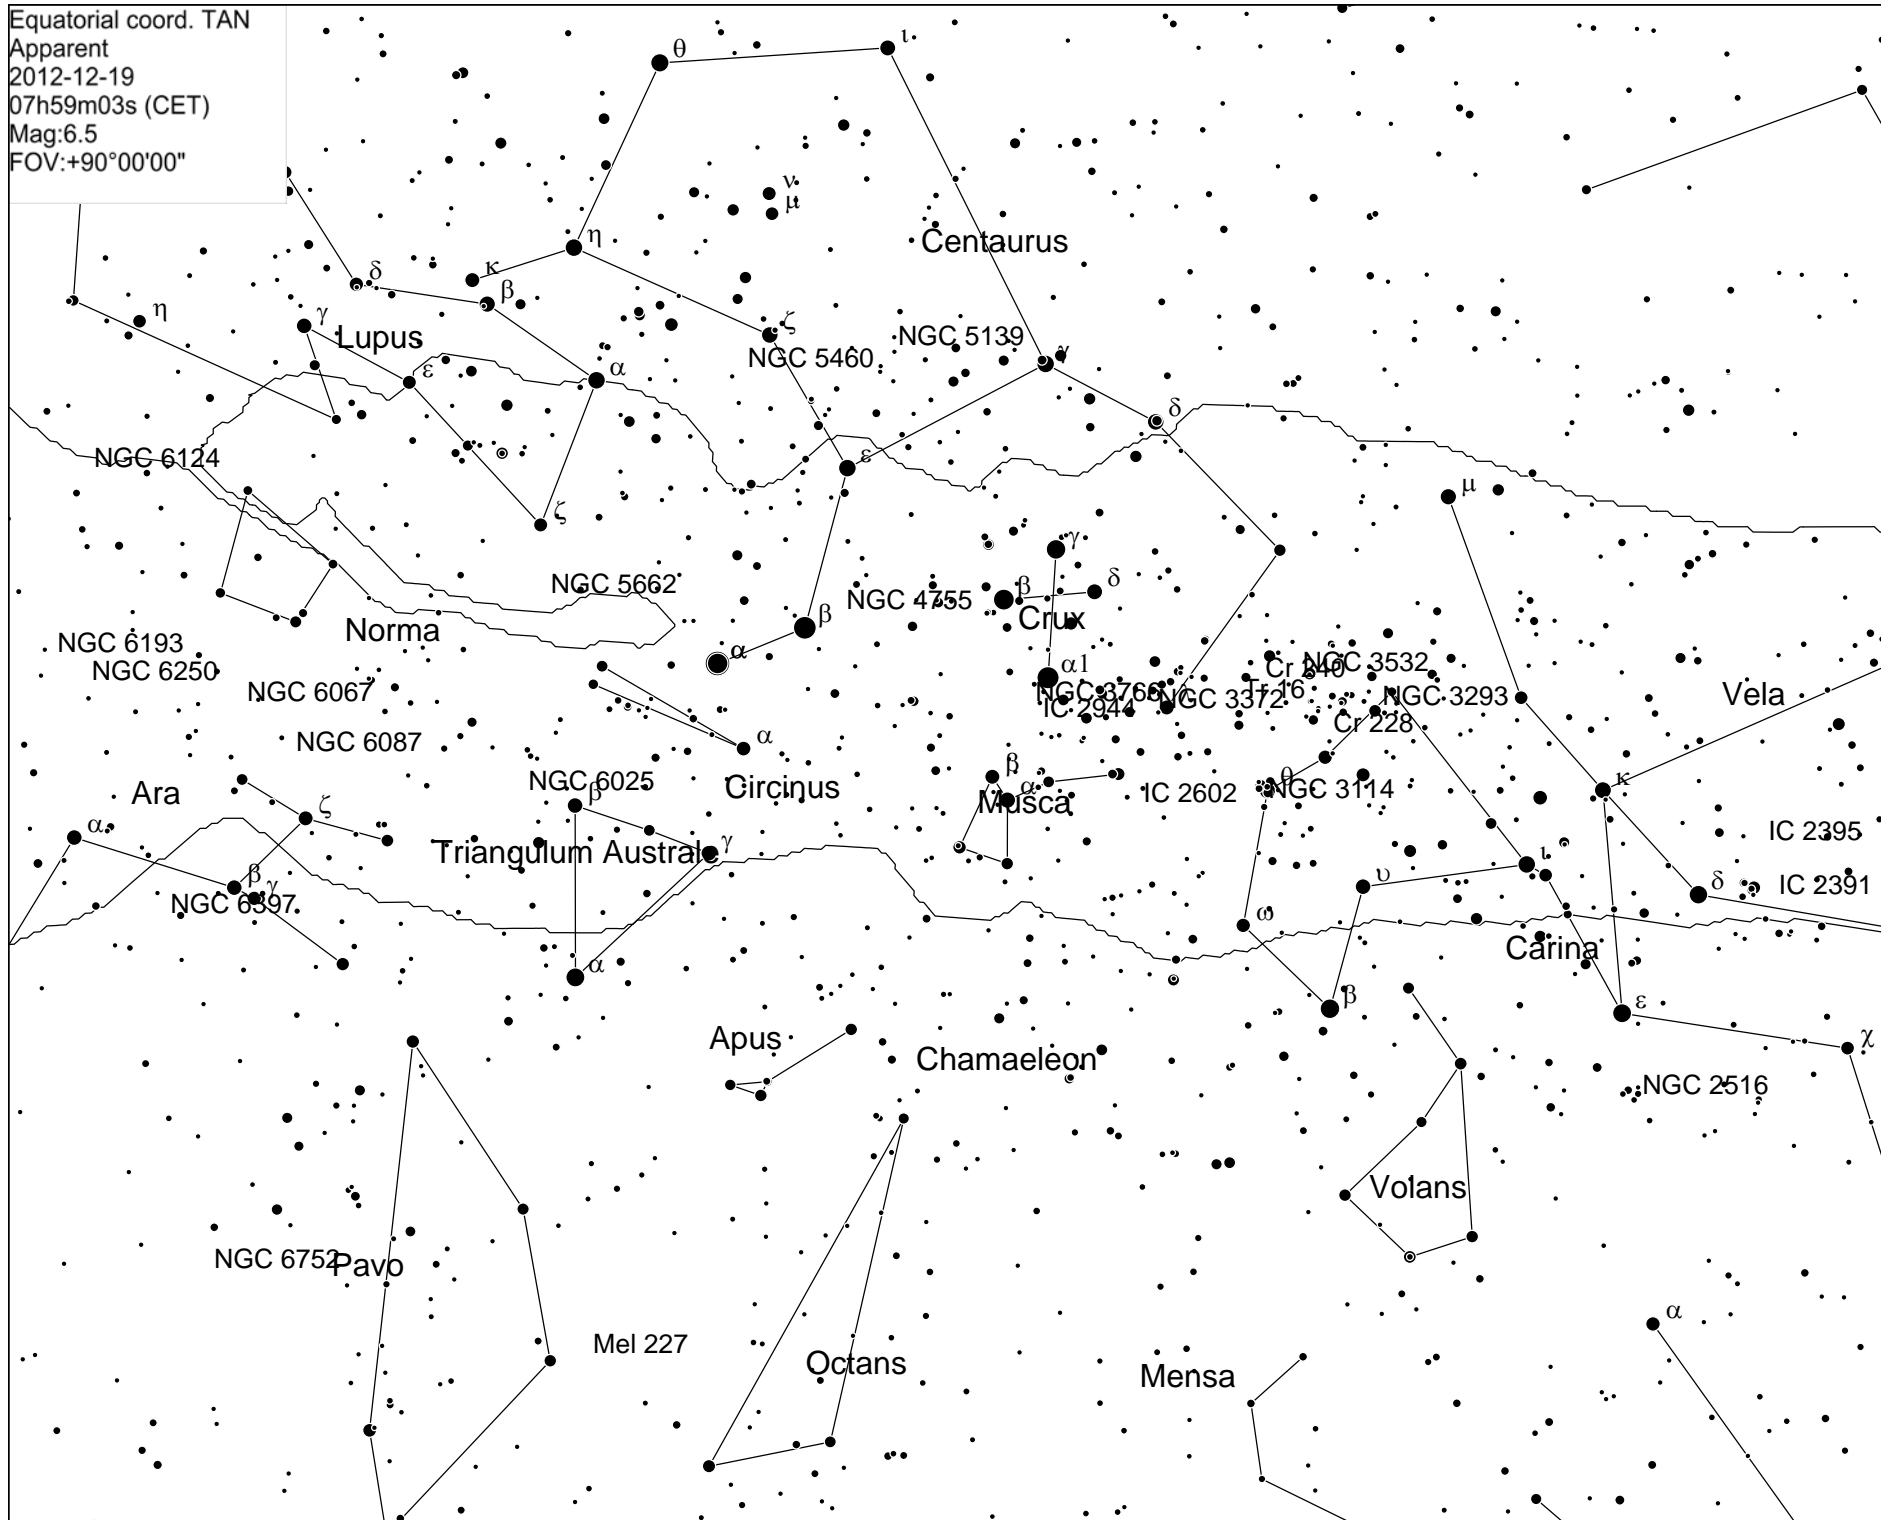 Equatorial coord. TAN
Apparent
2012-12-19
07h59m03s (CET)
Mag:6.5
FOV:+90°00'00"
θ
ι
ν
μ
Centaurus
η
κ
δ
β
η
γ
Lupus
ζ
NGC 5460
NGC 5139
γ
ε
α
δ
NGC 6124
ε
μ
ζ
γ
NGC 5662
NGC 4755
β
δ
Crux
β
Norma
NGC 6193
NGC 6250
α
α1
NGC 6067
NGC 3766
IC 2944
NGC 3372
Cr 240
NGC 3532
Tr 16
NGC 3293
Cr 228
Vela
NGC 6087
α
Ara
NGC 6025
β
Circinus
β
α
Musca
IC 2602
θ
NGC 3114
κ
ζ
α
IC 2395
Triangulum Australe
γ
ι
β
γ
NGC 6397
υ
δ
IC 2391
ω
Carina
α
β
ε
Apus
Chamaeleon
χ
NGC 2516
Volans
NGC 6752
Pavo
α
Mel 227
Octans
Mensa